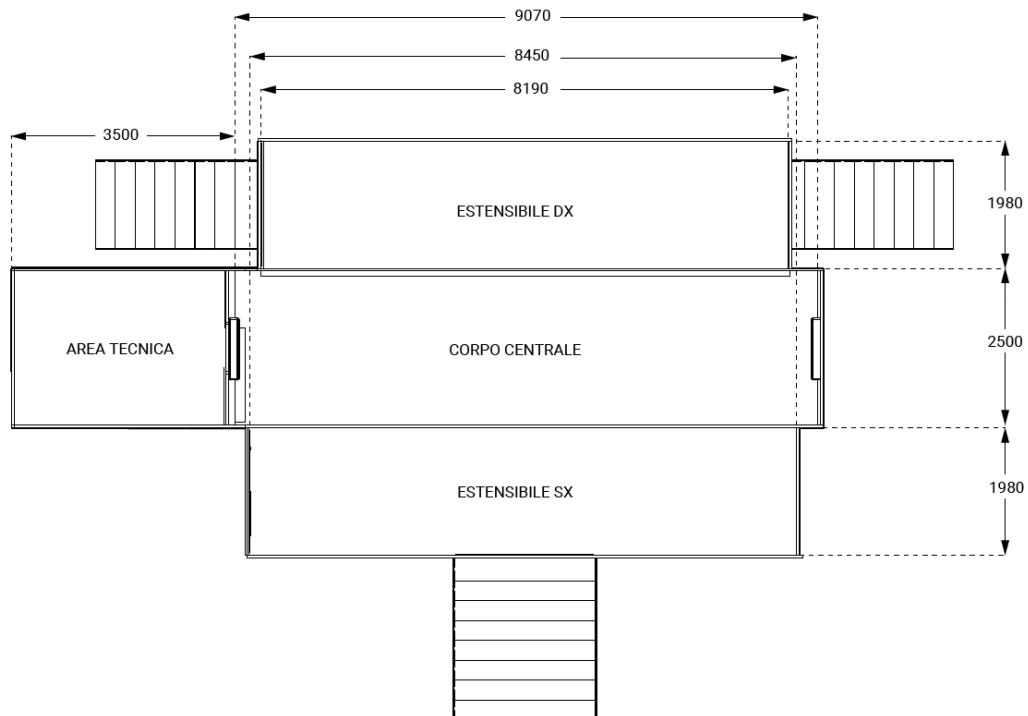 9070
8450
8190
3500
1980
ESTENSIBILE DX
2500
AREA TECNICA
CORPO CENTRALE
1980
ESTENSIBILE SX